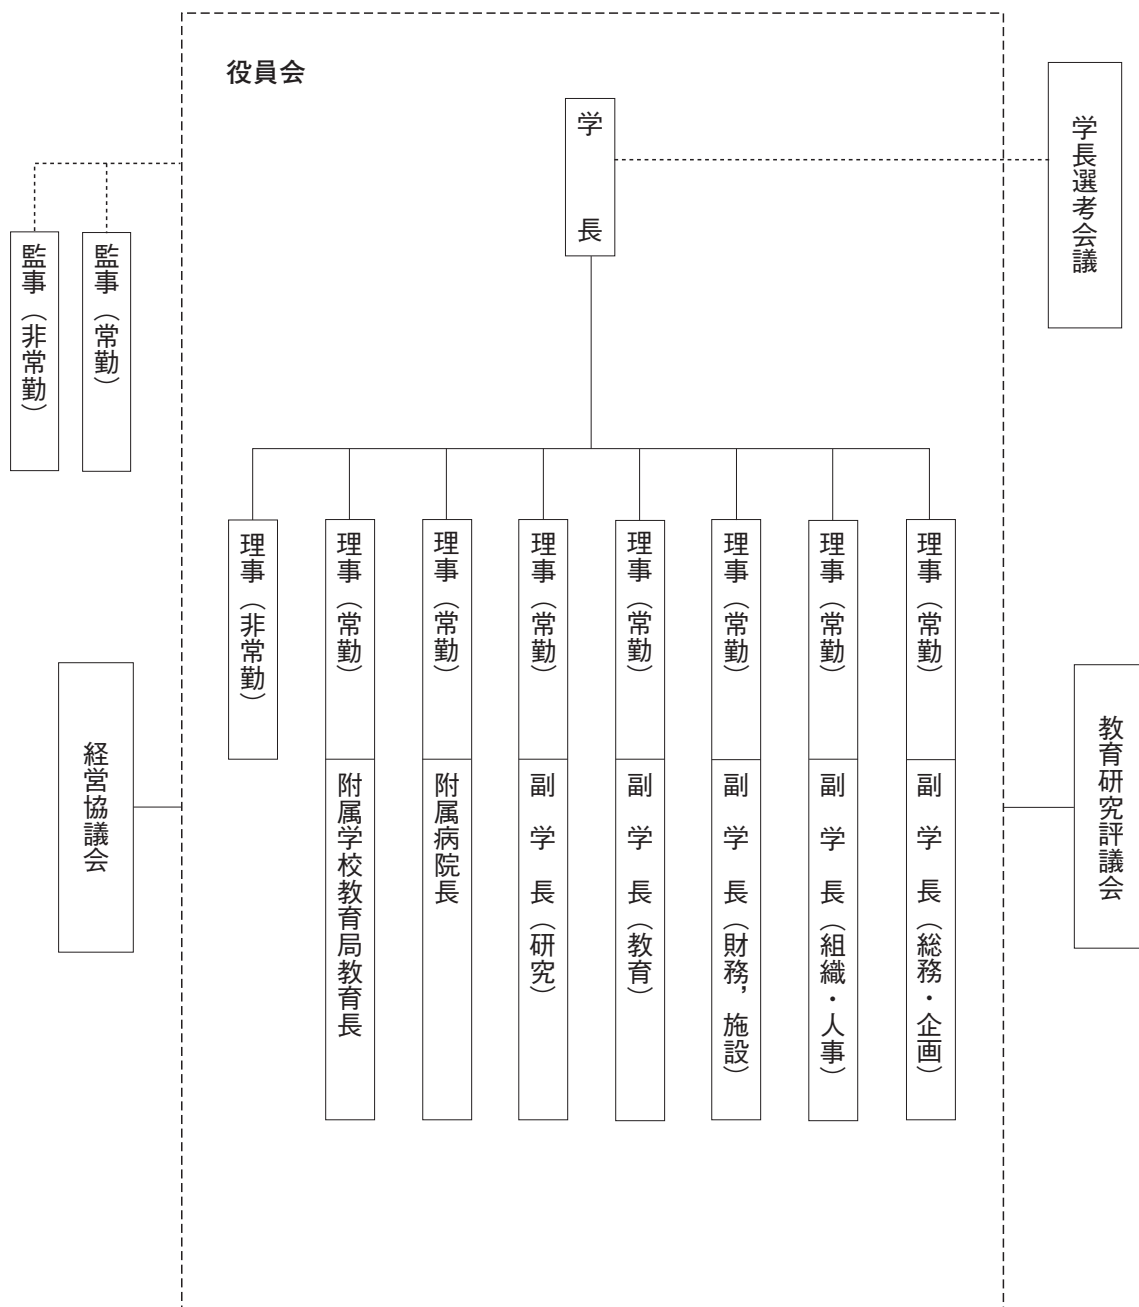 役員会
学長
学長選考会議
監事（常勤）
監事（非常勤）
理事（常勤）
副学長（総務・企画）
理事（常勤）
副学長（組織・人事）
理事（常勤）
副学長（財務，施設）
理事（常勤）
副学長（教育）
理事（常勤）
副学長（研究）
理事（常勤）
附属病院長
理事（常勤）
附属学校教育局教育長
理事（非常勤）
教育研究評議会
経営協議会